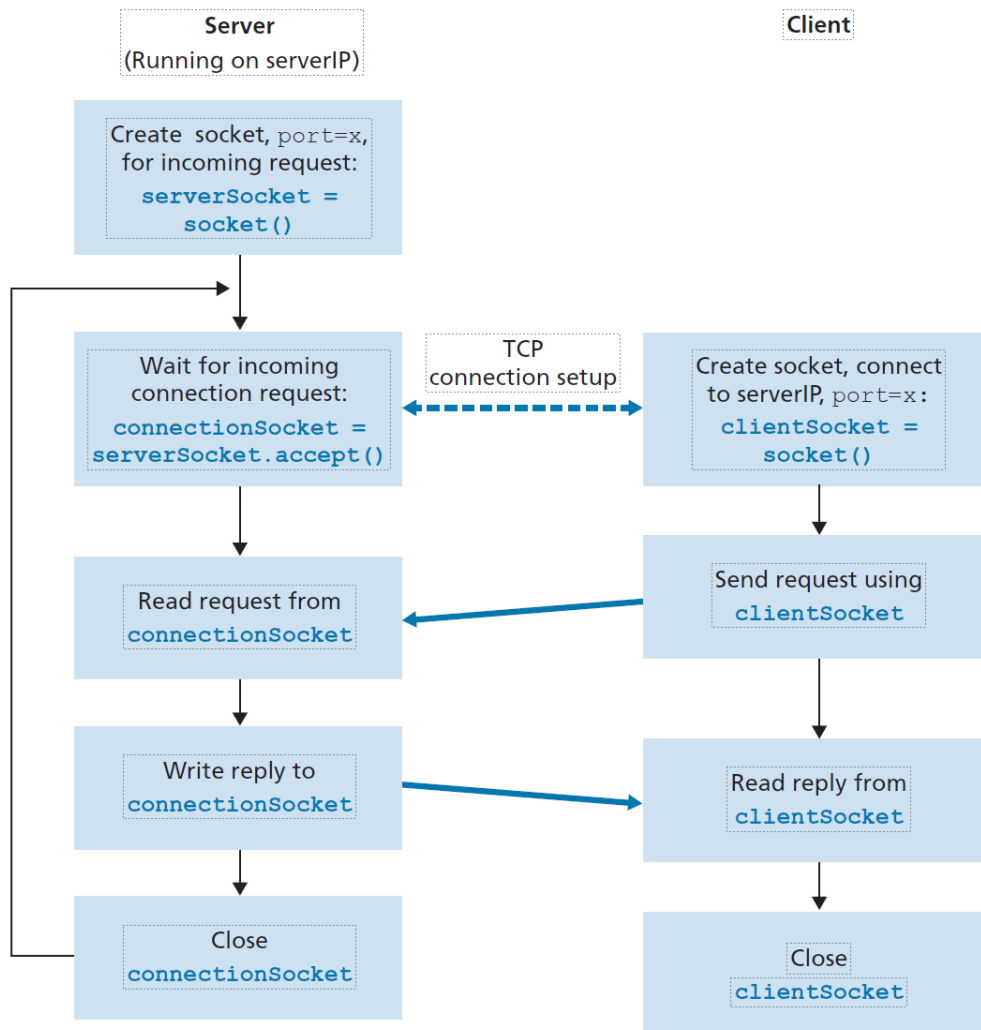 Server
(Running on serverIP)
Client
Create socket, port=x,
for incoming request:
serverSocket =
socket()
Wait for incoming
connection request:
connectionSocket =
serverSocket.accept()
TCP
connection setup
Create socket, connect
to serverIP, port=x:
clientSocket =
socket()
Read request from
connectionSocket
Send request using
clientSocket
Write reply to
connectionSocket
Read reply from
clientSocket
Close
connectionSocket
Close
clientSocket